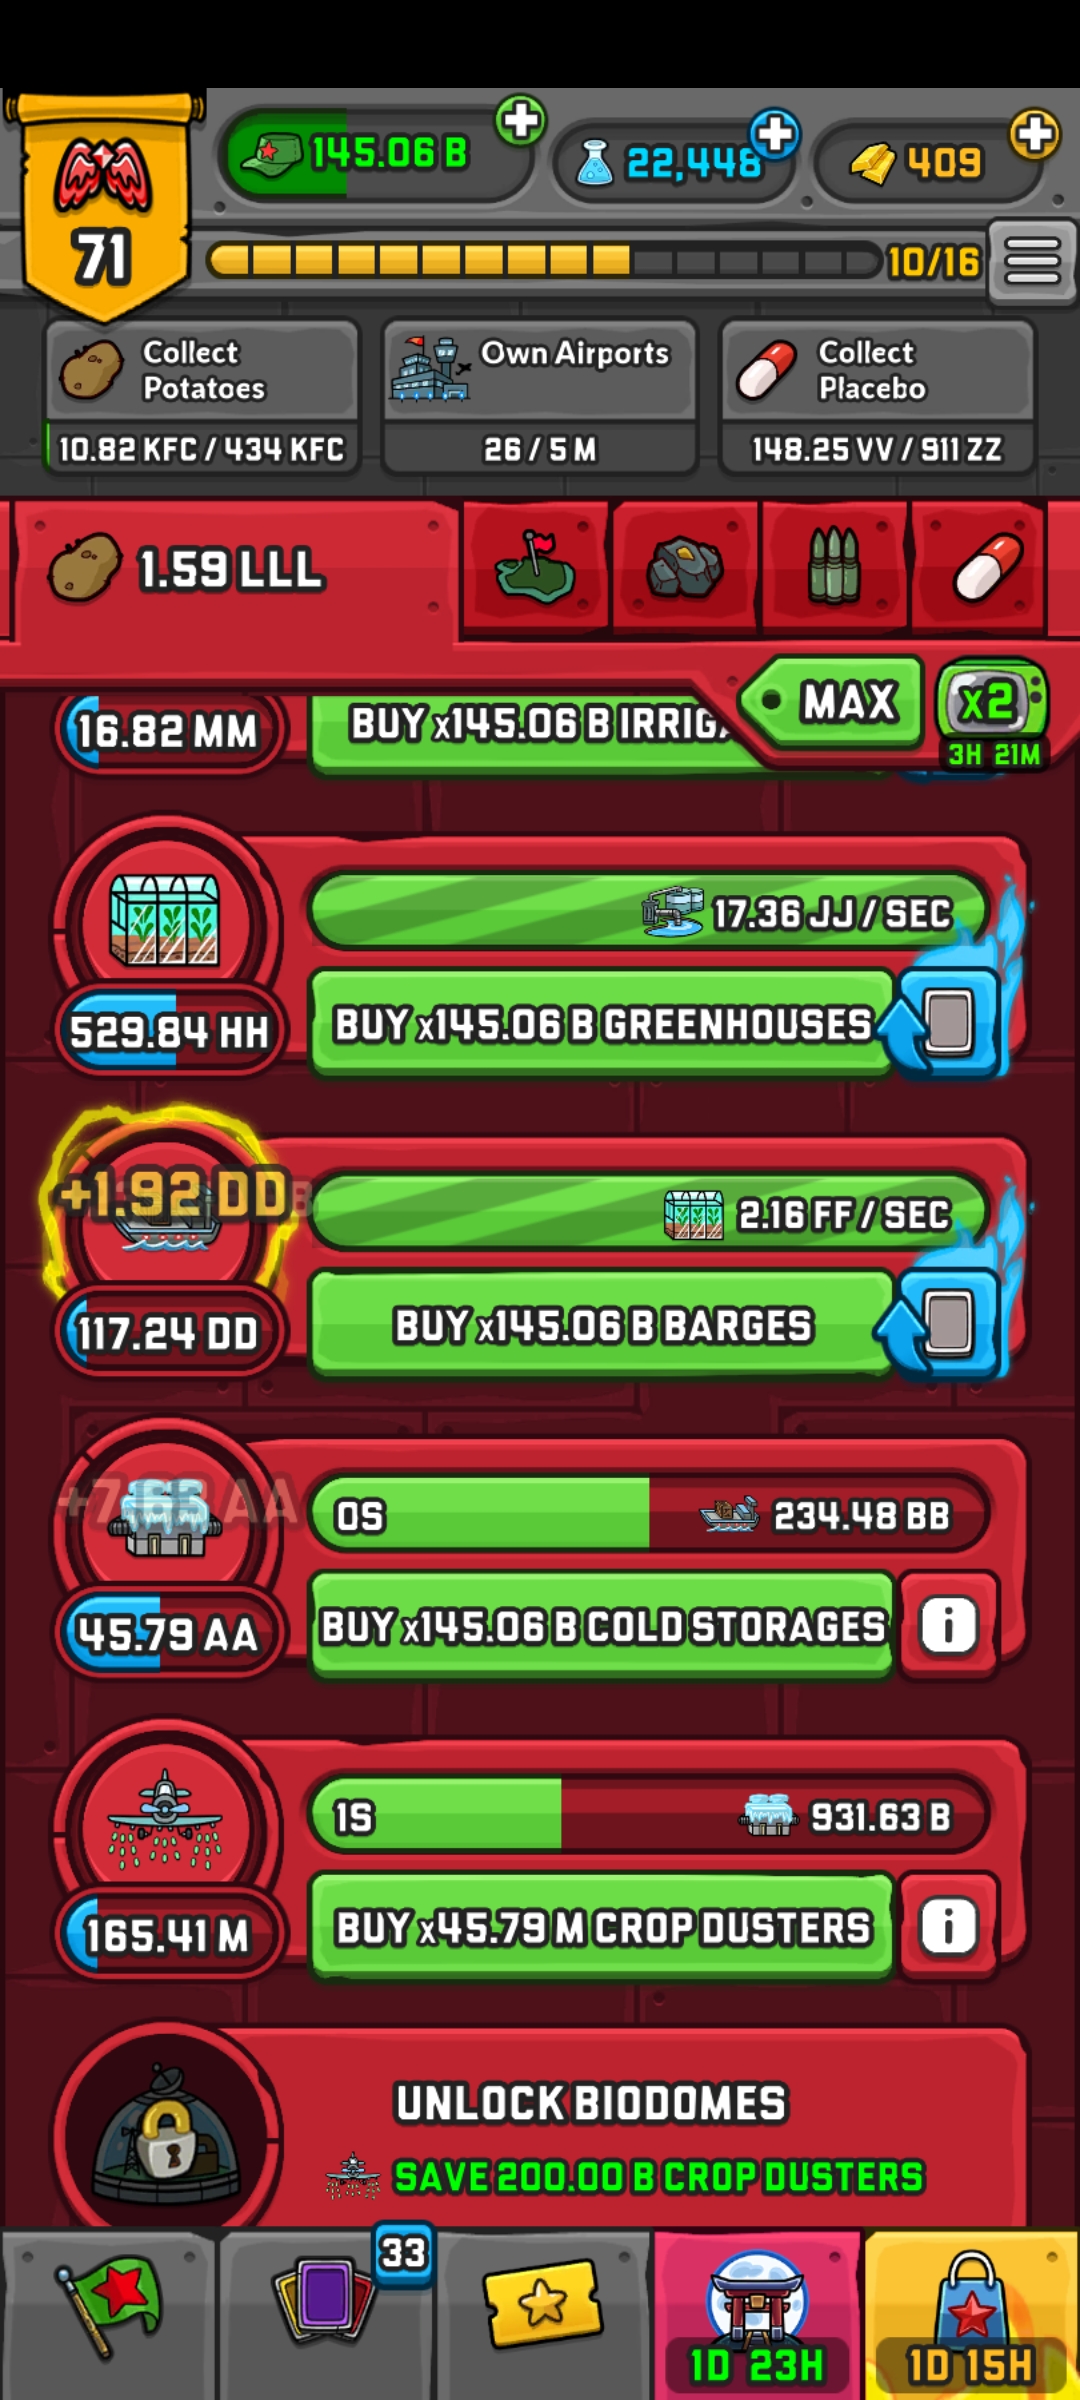 71
145.06 B
22,448
409
10/16
Collect
Potatoes
10.82 KFC / 434 KFC
Own Airports
26 / 5 M
Collect
Placebo
148.25 VV / 911 ZZ
1.59 LLL
MAX
x2
3H 21M
16.82 MM
BUY x145.06 B
17.36 JJ / SEC
529.84 HH
BUY x145.06 B GREENHOUSES
+1.92 DD
2.16 FF / SEC
117.24 DD
BUY x145.06 B BARGES
0S
234.48 BB
45.79 AA
BUY x145.06 B COLD STORAGES
i
1S
931.63 B
165.41 M
BUY x45.79 M CROP DUSTERS
i
UNLOCK BIODOMES
SAVE 200.00 B CROP DUSTERS
33
1D 23H
1D 15H